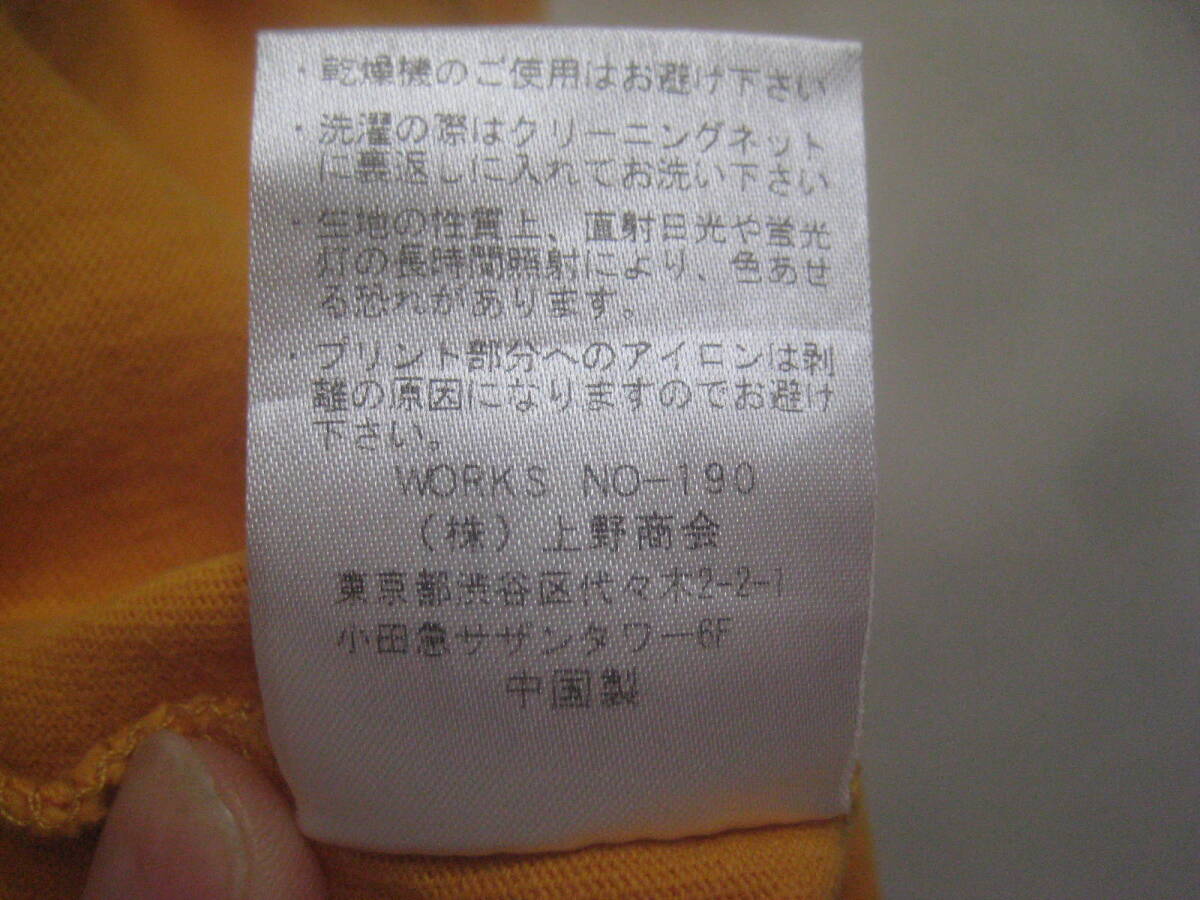 ・乾燥機のご使用はお避け下さい
・洗濯の際はクリーニングネット
に裏返しに入れてお洗い下さい
・生地の性質上、直射日光や蛍光
灯の長時間照射により、色あせ
る恐れがあります。
・プリント部分へのアイロンは剥
離の原因になりますのでお避け
下さい。
WORKS NO-190
(株)上野商会
東京都渋谷区代々木2-2-1
小田急サザンタワー6F
中国製